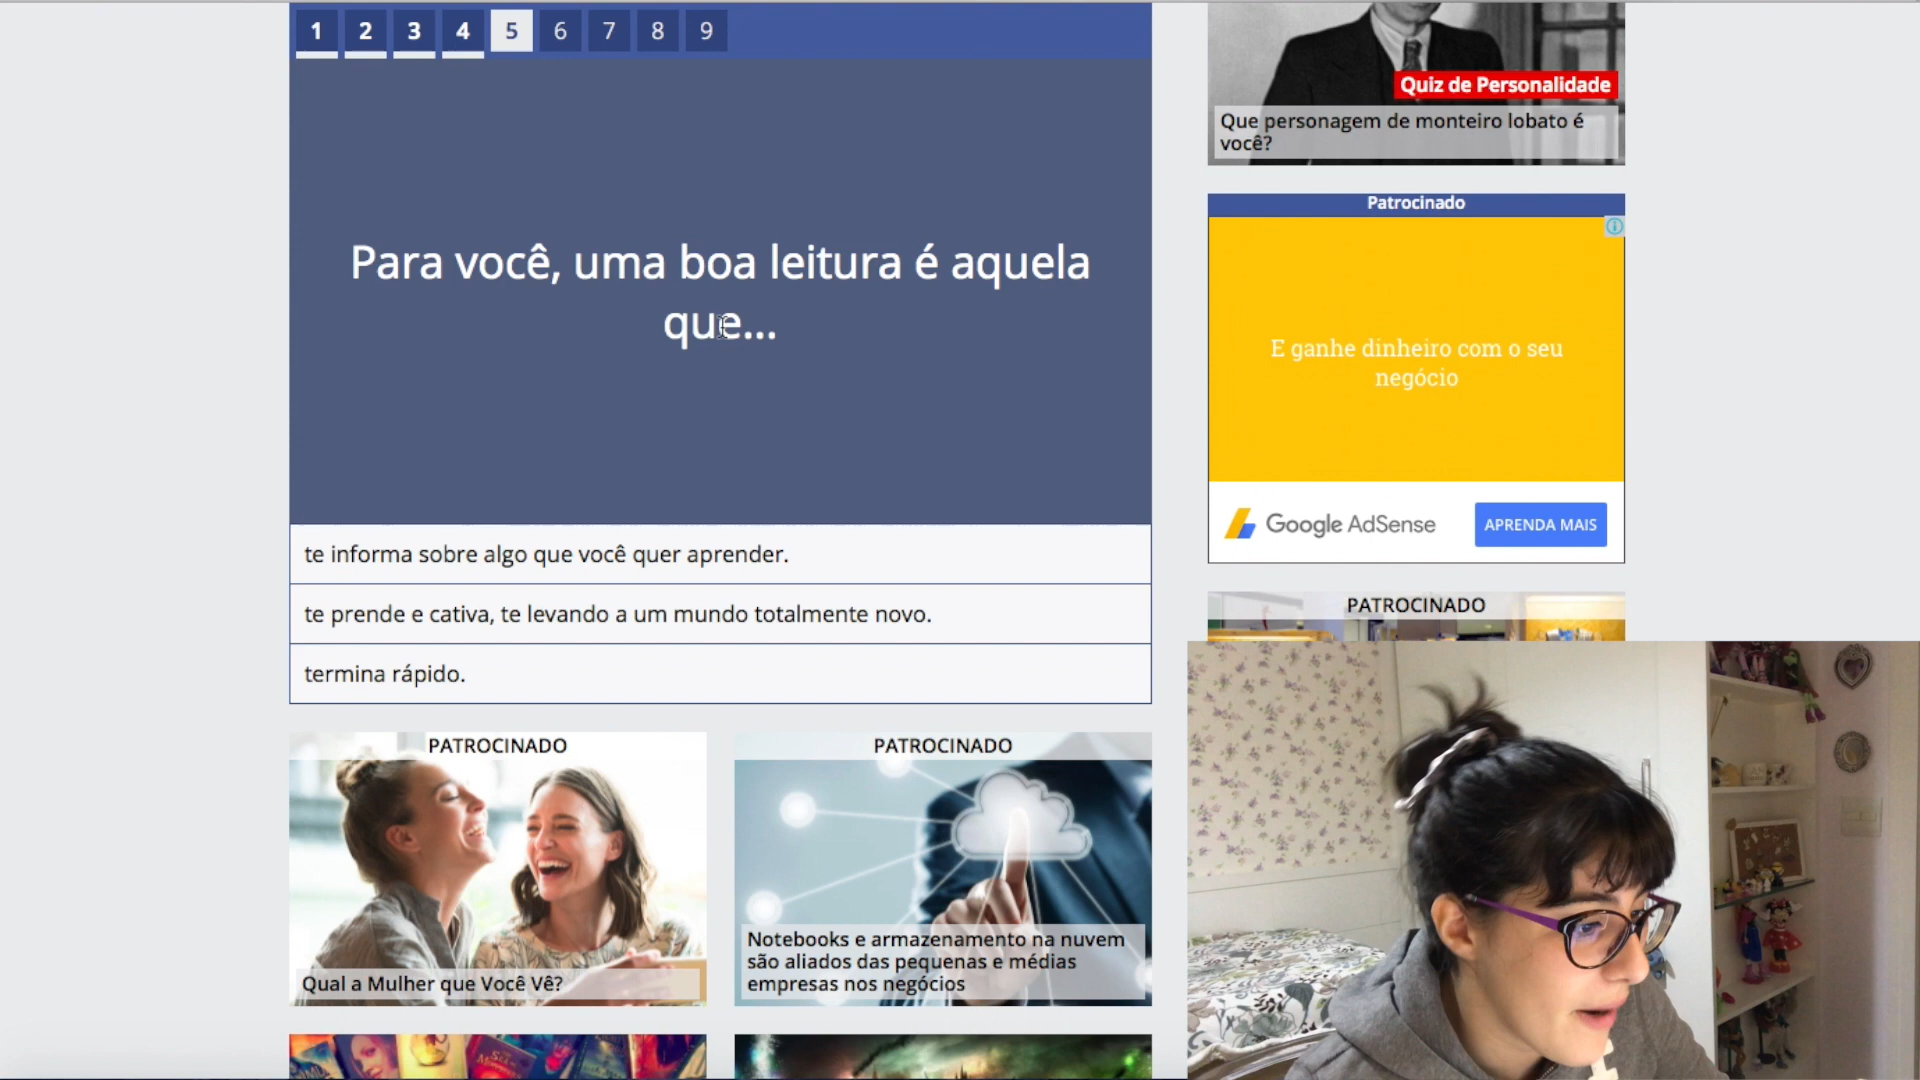 1 2 3 4 5 6 7 8 9
Para você, uma boa leitura é aquela
que...
te informa sobre algo que você quer aprender.
te prende e cativa, te levando a um mundo totalmente novo.
termina rápido.
PATROCINADO
Qual a Mulher que Você Vê?
PATROCINADO
Notebooks e armazenamento na nuvem
são aliados das pequenas e médias
empresas nos negócios
Quiz de Personalidade
Que personagem de monteiro lobato é
você?
Patrocinado
E ganhe dinheiro com o seu
negócio
Google AdSense
APRENDA MAIS
PATROCINADO